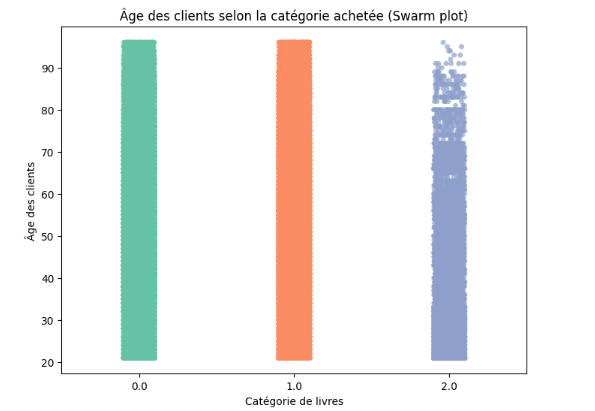 Âge des clients selon la catégorie achetée (Swarm plot)
Âge des clients
90
80
70
60
50
40
30
20
0.0 1.0 2.0
Catégorie de livres